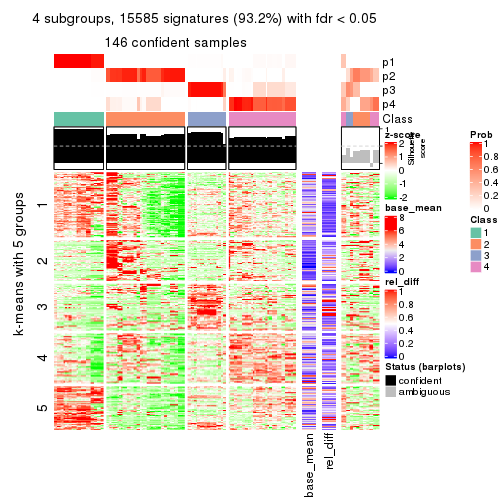 4 subgroups, 15585 signatures (93.2%) with fdr < 0.05
146 confident samples
p1
p2
p3
p4
Class
1
Silhouette
score
k-means with 5 groups
1
2
3
4
5
base_mean
rel_diff
z-score
2
1
0
-1
-2
base_mean
8
6
4
2
0
rel_diff
1
0.8
0.6
0.4
0.2
0
Status (barplots)
confident
ambiguous
Prob
1
0.8
0.6
0.4
0.2
0
Class
1
2
3
4